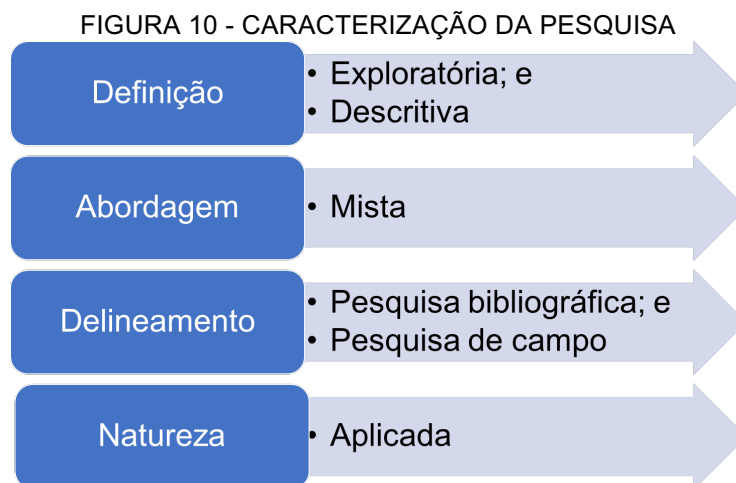 FIGURA 10 - CARACTERIZAÇÃO DA PESQUISA
Definição
• Exploratória; e
• Descritiva
Abordagem
• Mista
Delineamento
• Pesquisa bibliográfica; e
• Pesquisa de campo
Natureza
• Aplicada